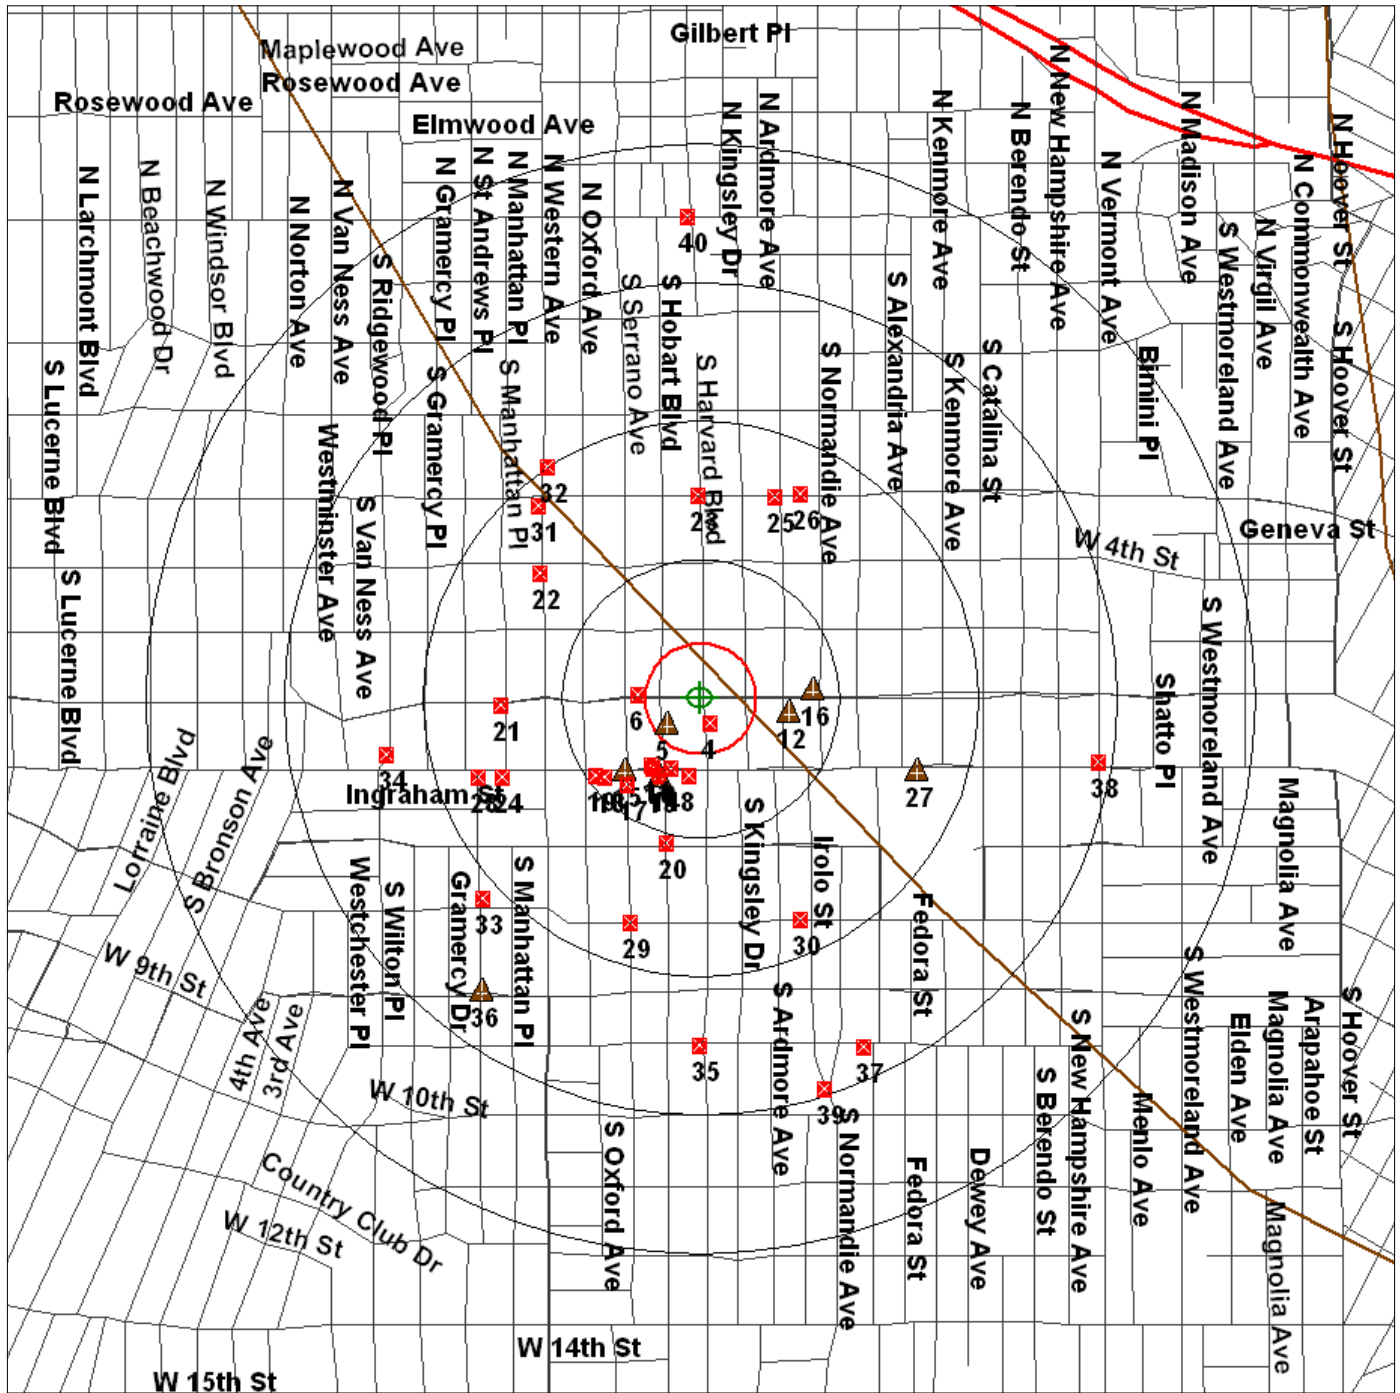 Gilbert Pl
Maplewood Ave
Rosewood Ave
Rosewood Ave
Elmwood Ave
N New Hampshire Ave
N Kenmore Ave
N Madison Ave
N Ardmore Ave
N Kingsley Dr
N Berendo St
N Hoover St
N St Andrews Pl
N Manhattan Pl
N Gramercy Pl
N Western Ave
N Vermont Ave
N Commonwealth Ave
N Beachwood Dr
N Larchmont Blvd
N Windsor Blvd
N Van Ness Ave
N Oxford Ave
N Norton Ave
40
N Virgil Ave
S Westmoreland Ave
S Ridgewood Pl
S Serrano Ave
S Hobart Blvd
S Alexandria Ave
S Hoover St
S Catalina St
S Normandie Ave
Bimini Pl
S Kenmore Ave
S Harvard Blvd
S Lucerne Blvd
S Manhattan Pl
S Gramercy Pl
Westminster Ave
S Van Ness Ave
32
31
25
26
Geneva St
W 4th St
22
S Lucerne Blvd
S Westmoreland Ave
Shatto Pl
6
16
21
5
4
12
Lorraine Blvd
S Bronson Ave
34
Ingraham St
24
17
27
38
Magnolia Ave
S Kingsley Dr
Irolo St
20
Westchester Pl
S Wilton Pl
Gramercy Dr
S Manhattan Pl
33
29
30
Fedora St
W 9th St
S Westmoreland Ave
4th Ave
3rd Ave
36
S Ardmore Ave
35
37
39
S New Hampshire Ave
Elden Ave
Magnolia Ave
Arapahoe St
S Hoover St
W 10th St
S Berendo St
Menlo Ave
S Normandie Ave
S Oxford Ave
Fedora St
Dewey Ave
Country Club Dr
W 12th St
Magnolia Ave
W 14th St
W 15th St